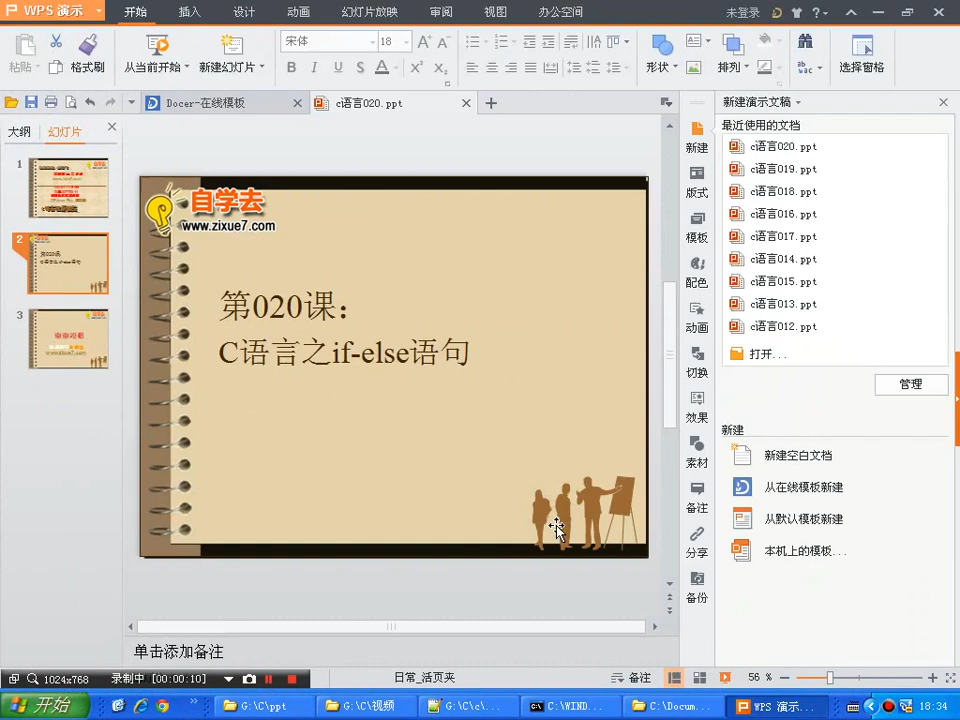 WPS 演示
开始
插入
设计
动画
幻灯片放映
审阅
视图
办公空间
未登录
粘贴
格式刷
从当前开始
新建幻灯片
宋体
18
形状
排列
选择窗格
Docer-在线模板
c语言020.ppt
新建演示文稿
大纲
幻灯片
最近使用的文档
c语言020.ppt
c语言019.ppt
c语言018.ppt
c语言016.ppt
c语言017.ppt
c语言014.ppt
c语言015.ppt
c语言013.ppt
c语言012.ppt
打开...
管理
新建
新建空白文档
从在线模板新建
从默认模板新建
本机上的模板...
新建
版式
模板
配色
动画
切换
效果
素材
备注
分享
备份
1
2
3
自学去
www.zixue7.com
第020课:
C语言之if-else语句
单击添加备注
1024x768
录制中 [00:00:10]
日常_活页夹
备注
56 %
开始
G:\C\ppt
G:\C\视频
G:\C\c...
C:\WIND...
C:\Docum...
WPS 演示...
18:34